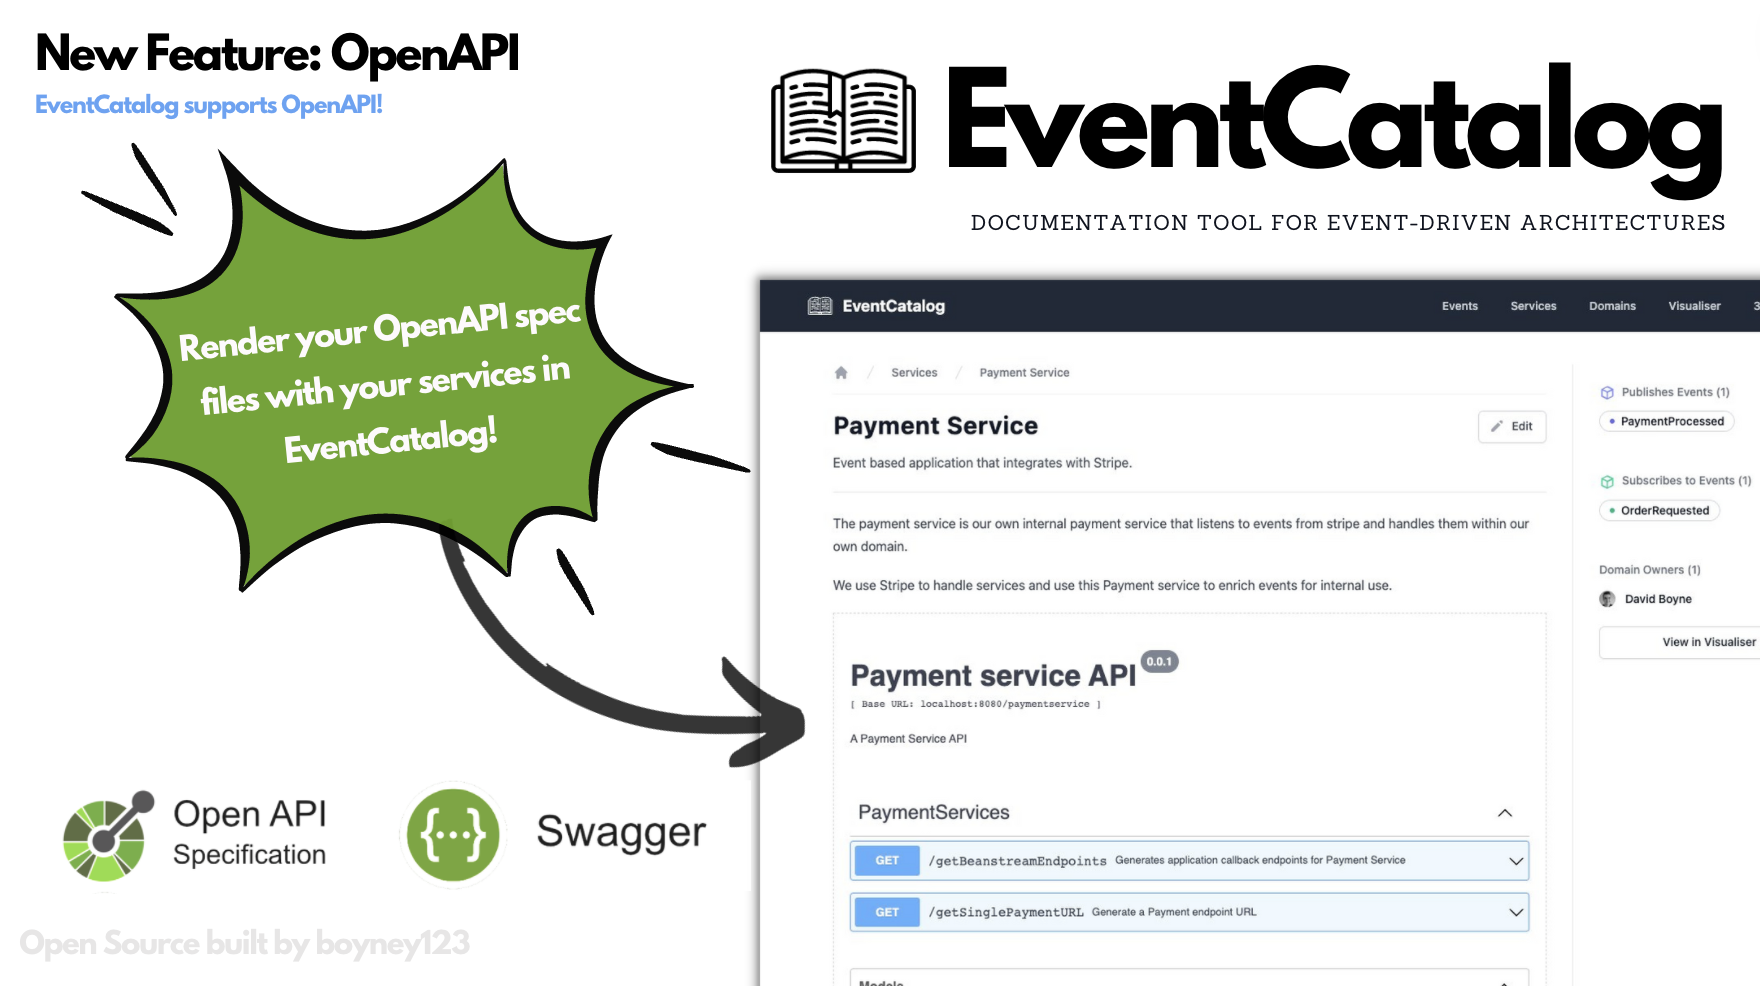 New Feature: OpenAPI
EventCatalog supports OpenAPI!
Render your OpenAPI spec
files with your services in
EventCatalog!
Open API
Specification
{···}
Swagger
Open Source built by boyney123
EventCatalog
DOCUMENTATION TOOL FOR EVENT-DRIVEN ARCHITECTURES
EventCatalog Events Services Domains Visualiser 3
/ Services / Payment Service
Payment Service
Edit
Event based application that integrates with Stripe.
The payment service is our own internal payment service that listens to events from stripe and handles them within our
own domain.
We use Stripe to handle services and use this Payment service to enrich events for internal use.
Payment service API 0.0.1
[ Base URL: localhost:8080/paymentservice ]
A Payment Service API
PaymentServices
GET /getBeanstreamEndpoints Generates application callback endpoints for Payment Service
GET /getSinglePaymentURL Generate a Payment endpoint URL
Models
Publishes Events (1)
PaymentProcessed
Subscribes to Events (1)
OrderRequested
Domain Owners (1)
David Boyne
View in Visualiser